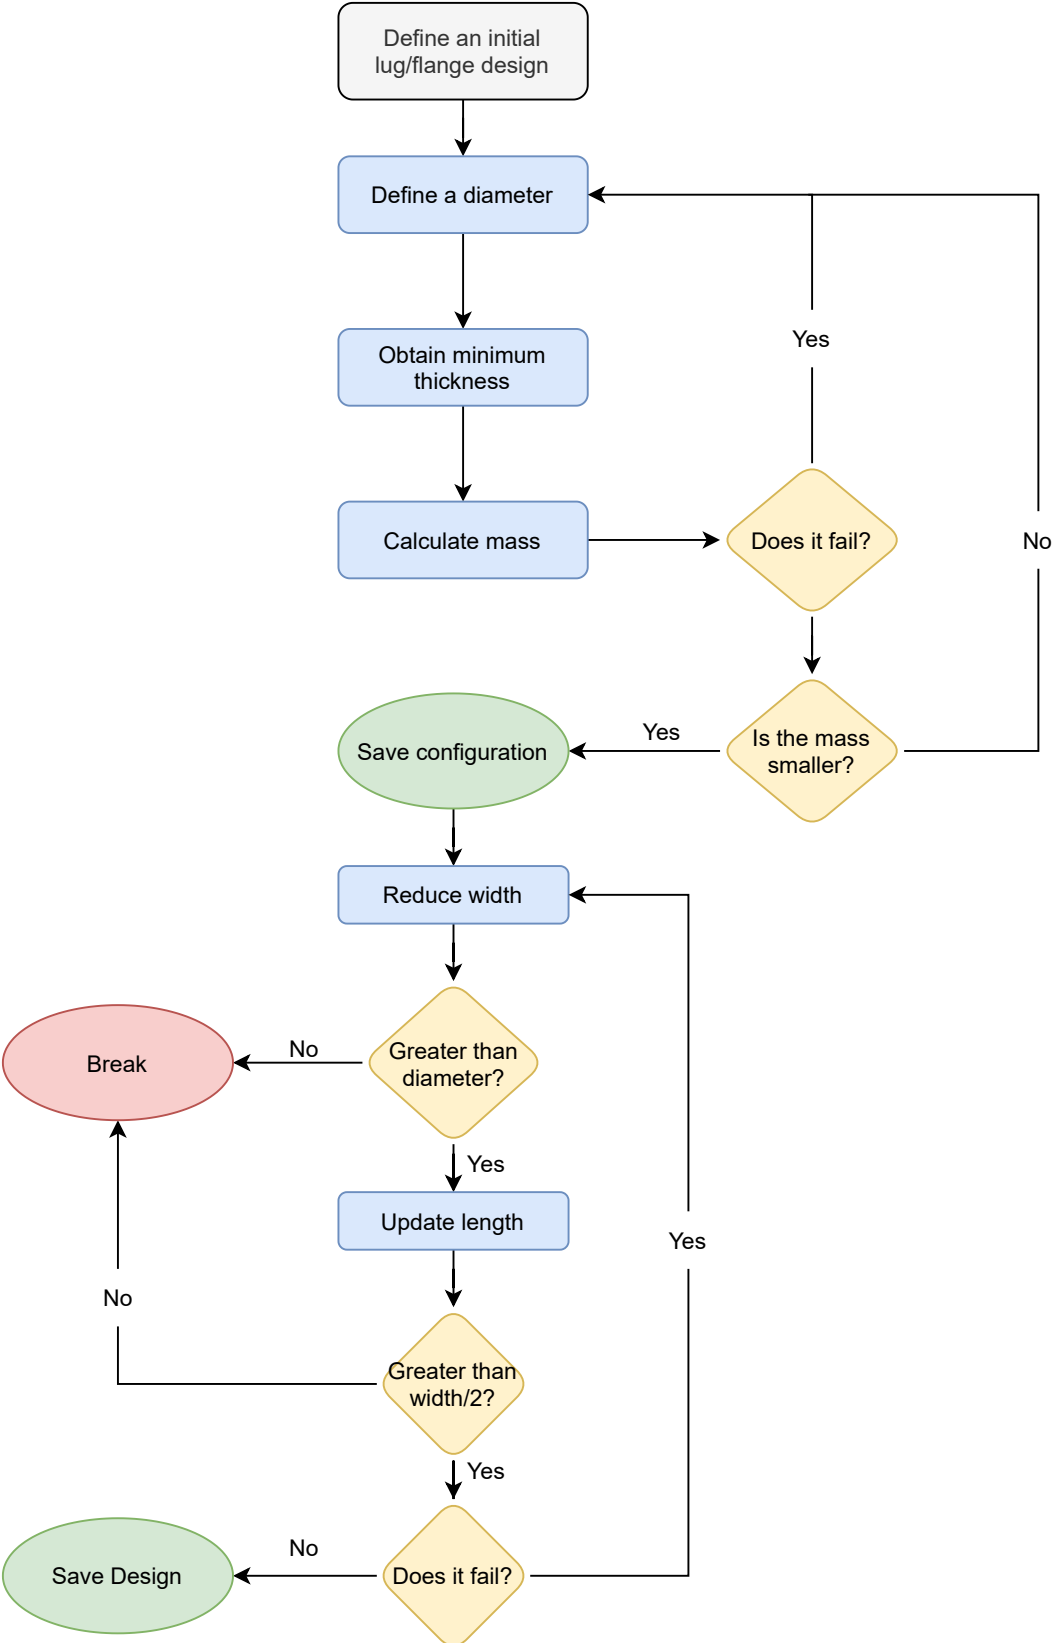 Define an initial
lug/flange design
Define a diameter
Obtain minimum
thickness
Yes
Calculate mass
Does it fail?
No
Is the mass
smaller?
Yes
Save configuration
Reduce width
Greater than
diameter?
No
Break
Yes
Update length
Yes
No
Greater than
width/2?
Yes
Does it fail?
No
Save Design